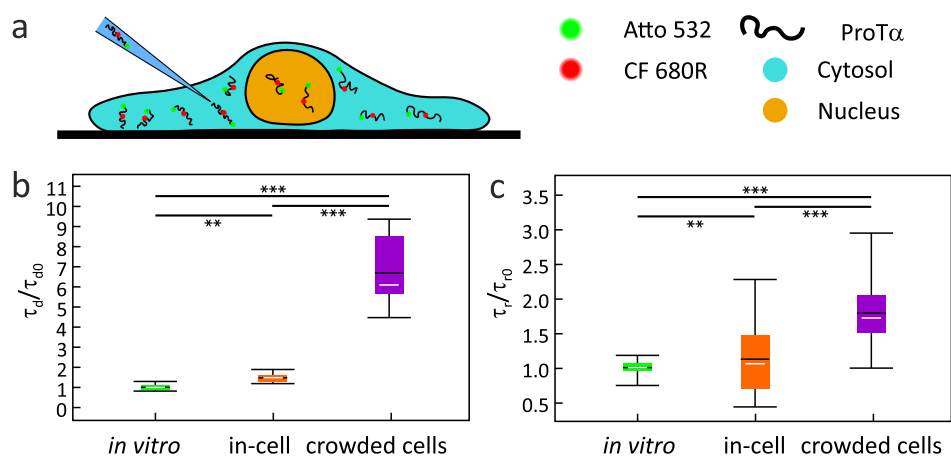 a
Atto 532
ProTα
CF 680R
Cytosol
Nucleus
b
τd/τd0
11
10
9
8
7
6
5
4
3
2
1
0
***
**
***
in vitro
in-cell
crowded cells
c
τr/τr0
3.5
3.0
2.5
2.0
1.5
1.0
0.5
***
**
***
in vitro
in-cell
crowded cells